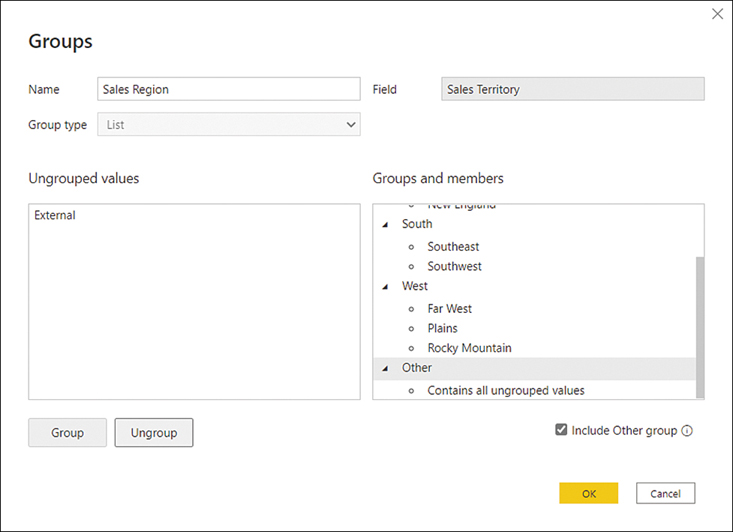 Groups
Name
Sales Region
Field
Sales Territory
Group type
List
Ungrouped values
Groups and members
External
New England
South
Southeast
Southwest
West
Far West
Plains
Rocky Mountain
Other
Contains all ungrouped values
Group
Ungroup
Include Other group
OK
Cancel